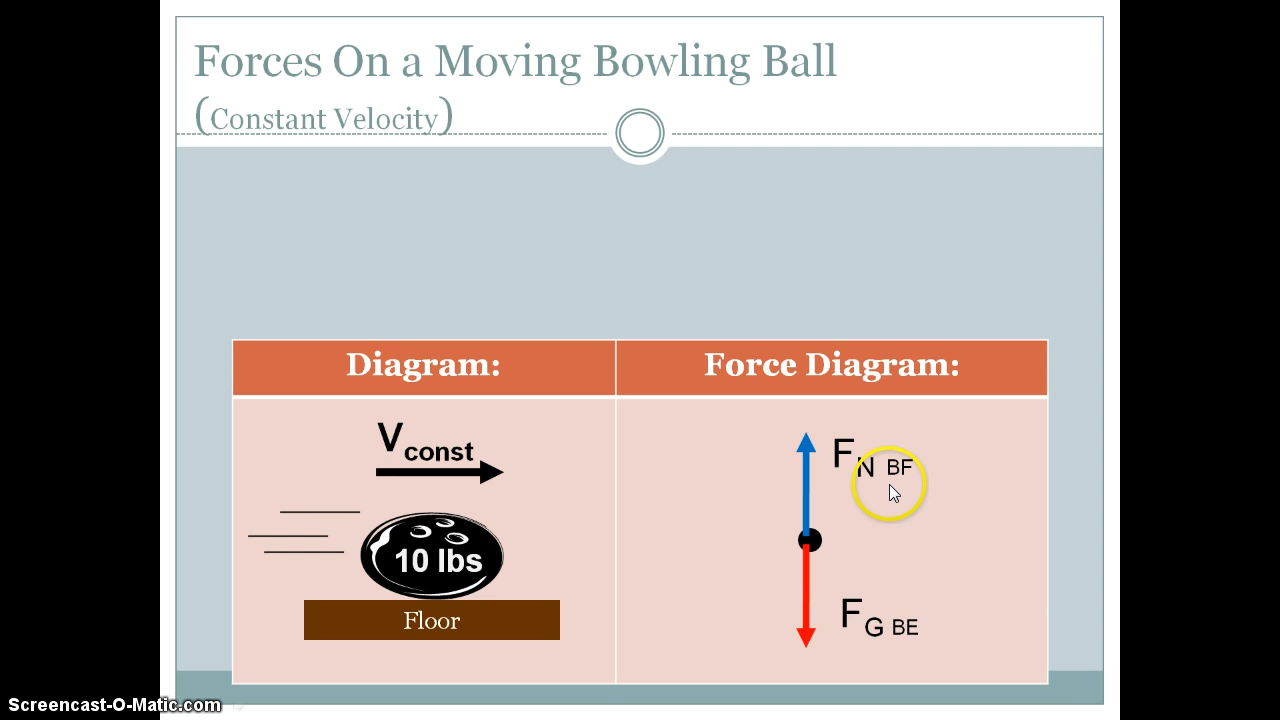 Forces On a Moving Bowling Ball
(Constant Velocity)
Diagram:
Force Diagram:
Vconst
10 lbs
Floor
FN BF
FG BE
Screencast-O-Matic.com